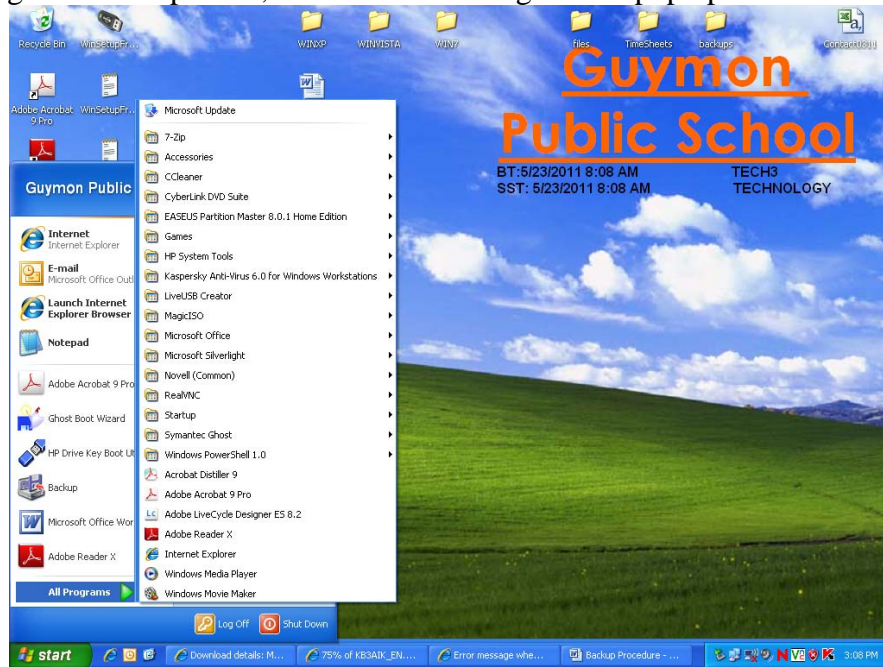 Recycle Bin
WinSetupFr...
WINXP
WINVISTA
WIN7
files
TimeSheets
backups
Adobe Acrobat 9 Pro
WinSetupFr...
Guymon
Public School
BT:5/23/2011 8:08 AM TECH3
SST: 5/23/2011 8:08 AM TECHNOLOGY
Guymon Public
Internet
Internet Explorer
E-mail
Microsoft Office Outl
Launch Internet
Explorer Browser
Notepad
Adobe Acrobat 9 Pro
Ghost Boot Wizard
HP Drive Key Boot Ut
Backup
Microsoft Office Wor
Adobe Reader X
All Programs
Microsoft Update
7-Zip
Accessories
CCleaner
CyberLink DVD Suite
EASEUS Partition Master 8.0.1 Home Edition
Games
HP System Tools
Kaspersky Anti-Virus 6.0 for Windows Workstations
LiveUSB Creator
MagicISO
Microsoft Office
Microsoft Silverlight
Novell (Common)
RealVNC
Startup
Symantec Ghost
Windows PowerShell 1.0
Acrobat Distiller 9
Adobe Acrobat 9 Pro
Adobe LiveCycle Designer ES 8.2
Adobe Reader X
Internet Explorer
Windows Media Player
Windows Movie Maker
Log Off
Shut Down
start
Download details: M...
75% of KB3AIK_EN....
Error message whe...
Backup Procedure - ...
3:08 PM